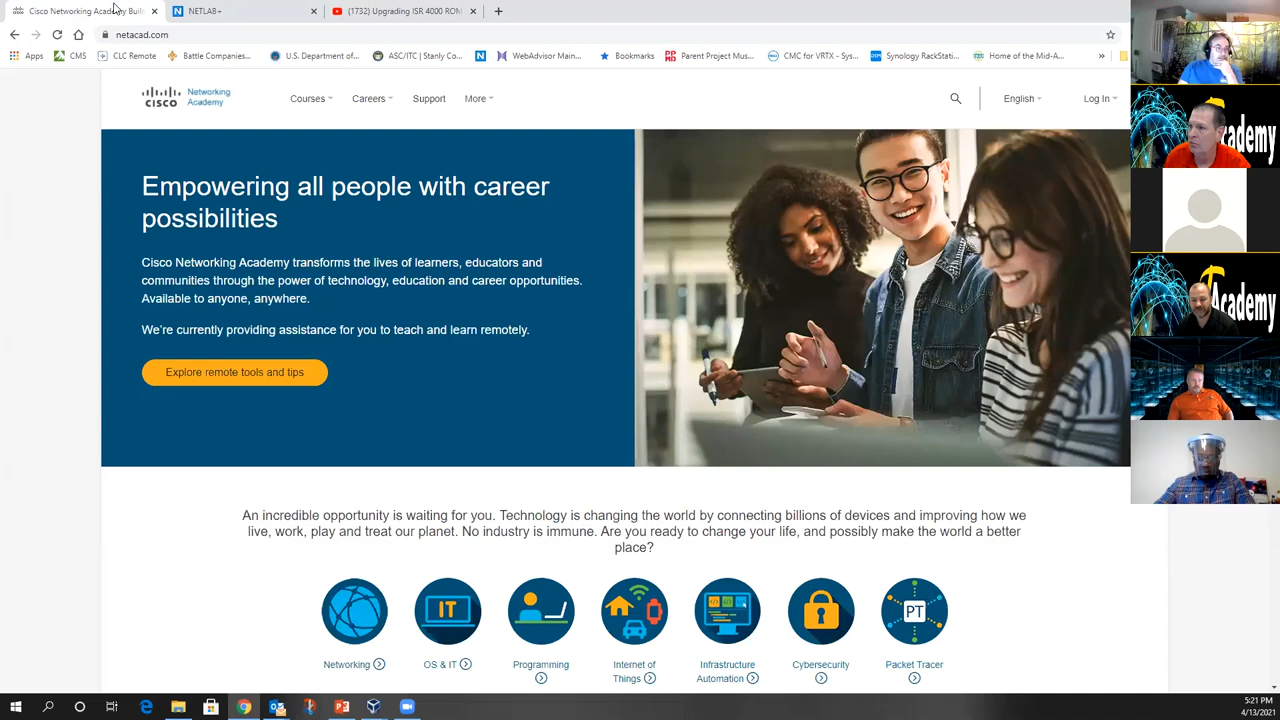 Cisco Networking Academy Buil
NETLAB+
(1732) Upgrading ISR 4000 ROM
netacad.com
Apps
CMS
CLC Remote
Battle Companies...
U.S. Department of...
ASC/ITC | Stanly Co...
WebAdvisor Main...
Bookmarks
Parent Project Mus...
CMC for VRTX - Sys...
Synology RackStati...
Home of the Mid-A...
CISCO
Networking
Academy
Courses
Careers
Support
More
English
Log In
Empowering all people with career
possibilities
Cisco Networking Academy transforms the lives of learners, educators and
communities through the power of technology, education and career opportunities.
Available to anyone, anywhere.
We're currently providing assistance for you to teach and learn remotely.
Explore remote tools and tips
An incredible opportunity is waiting for you. Technology is changing the world by connecting billions of devices and improving how we
live, work, play and treat our planet. No industry is immune. Are you ready to change your life, and possibly make the world a better
place?
IT
PT
Networking
OS & IT
Programming
Internet of
Things
Infrastructure
Automation
Cybersecurity
Packet Tracer
5:21 PM
4/13/2021